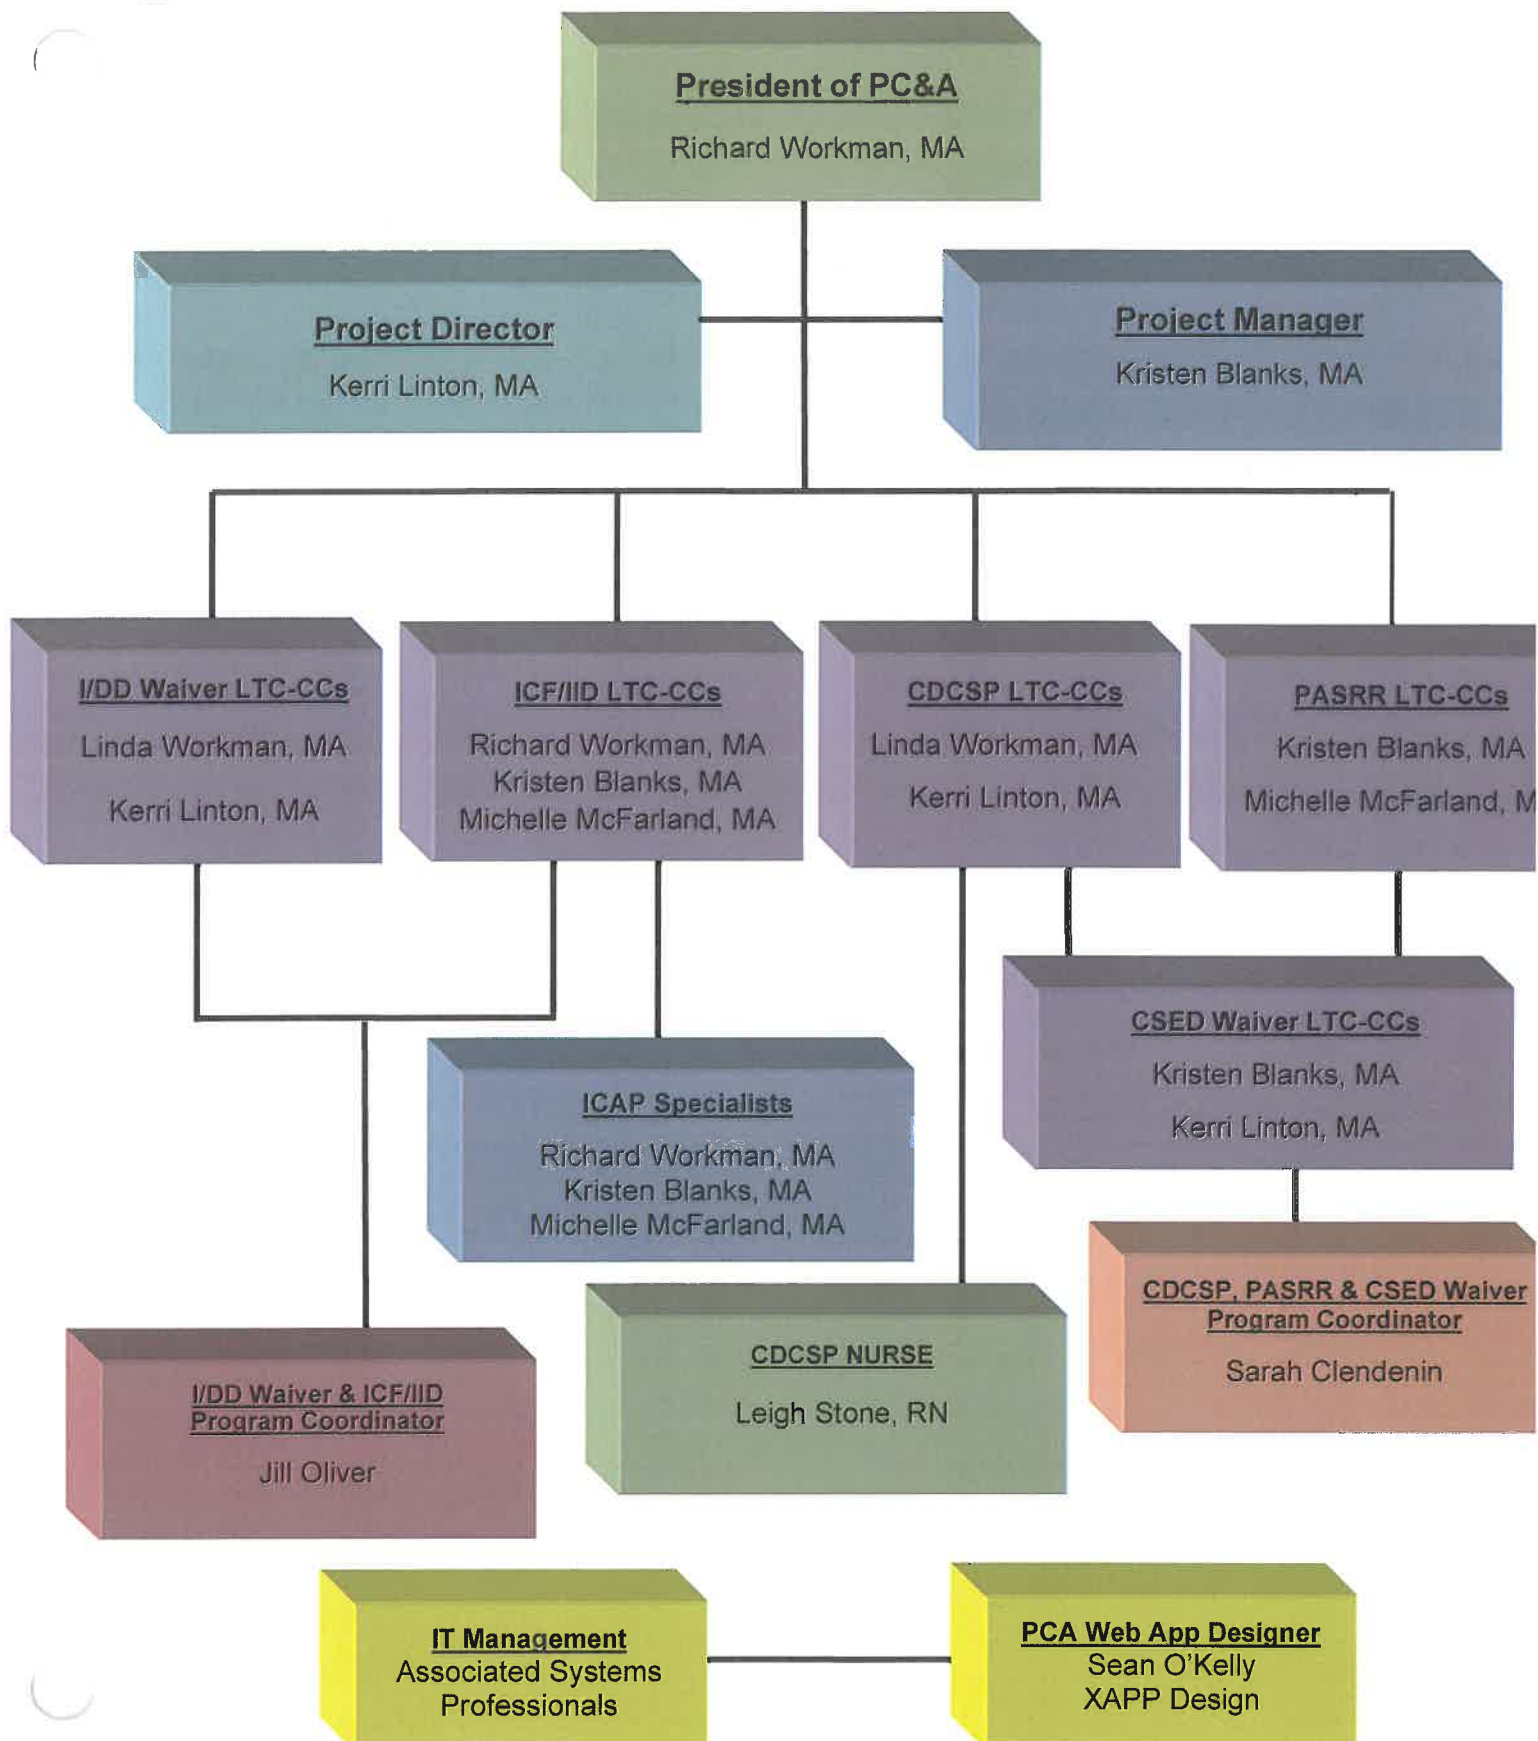 President of PC&A
Richard Workman, MA
Project Director
Kerri Linton, MA
Project Manager
Kristen Blanks, MA
I/DD Waiver LTC-CCs
Linda Workman, MA
Kerri Linton, MA
ICF/IID LTC-CCs
Richard Workman, MA
Kristen Blanks, MA
Michelle McFarland, MA
CDCSP LTC-CCs
Linda Workman, MA
Kerri Linton, MA
PASRR LTC-CCs
Kristen Blanks, MA
Michelle McFarland, M
CSED Waiver LTC-CCs
Kristen Blanks, MA
Kerri Linton, MA
ICAP Specialists
Richard Workman, MA
Kristen Blanks, MA
Michelle McFarland, MA
CDCSP, PASRR & CSED Waiver
Program Coordinator
Sarah Clendenin
CDCSP NURSE
Leigh Stone, RN
I/DD Waiver & ICF/IID
Program Coordinator
Jill Oliver
IT Management
Associated Systems
Professionals
PCA Web App Designer
Sean O'Kelly
XAPP Design